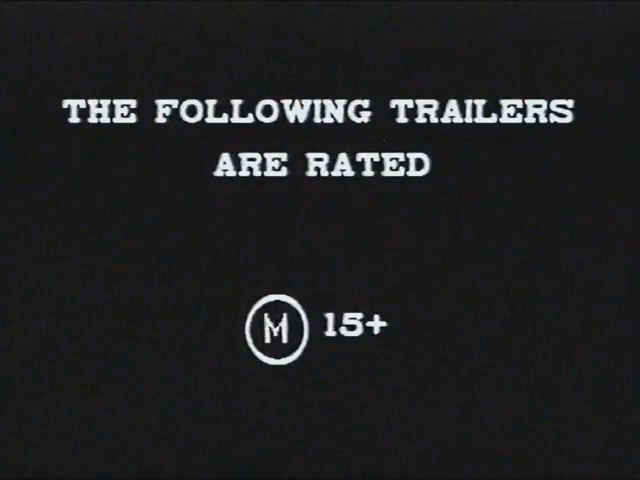 THE FOLLOWING TRAILERS
ARE RATED
M 15+